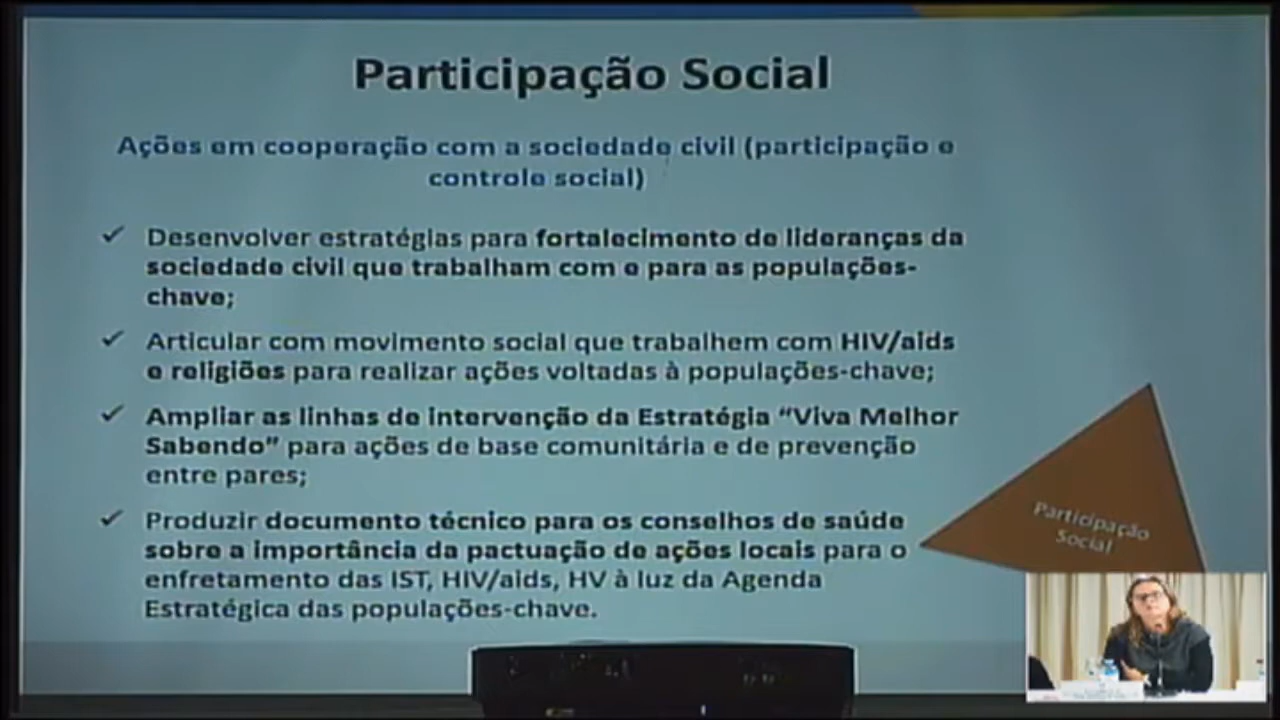 Participação Social
Ações em cooperação com a sociedade civil (participação e
controle social)
✓ Desenvolver estratégias para fortalecimento de lideranças da
sociedade civil que trabalham com e para as populações-
chave;
✓ Articular com movimento social que trabalhem com HIV/aids
e religiões para realizar ações voltadas à populações-chave;
✓ Ampliar as linhas de intervenção da Estratégia “Viva Melhor
Sabendo” para ações de base comunitária e de prevenção
entre pares;
✓ Produzir documento técnico para os conselhos de saúde
sobre a importância da pactuação de ações locais para o
enfretamento das IST, HIV/aids, HV à luz da Agenda
Estratégica das populações-chave.
Participação
Social